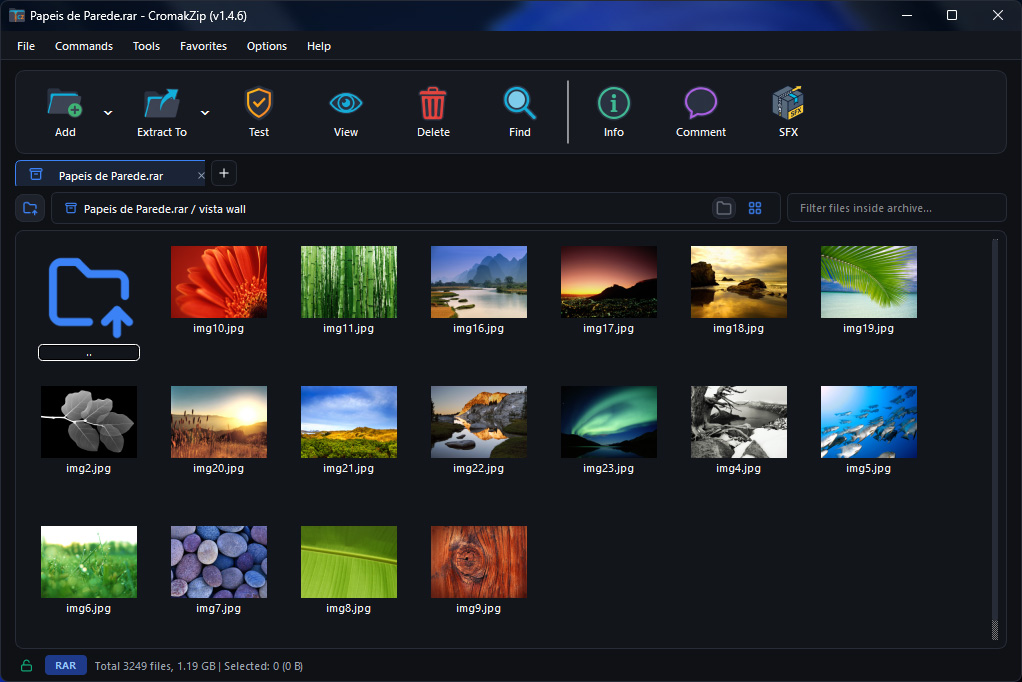 Papeis de Parede.rar - CromakZip (v1.4.6)
File Commands Tools Favorites Options Help
Add Extract To Test View Delete Find Info Comment SFX
SFX
Papeis de Parede.rar × +
Papeis de Parede.rar / vista wall
Filter files inside archive...
.. img10.jpg img11.jpg img16.jpg img17.jpg img18.jpg img19.jpg
img2.jpg img20.jpg img21.jpg img22.jpg img23.jpg img4.jpg img5.jpg
img6.jpg img7.jpg img8.jpg img9.jpg
RAR Total 3249 files, 1.19 GB | Selected: 0 (0 B)